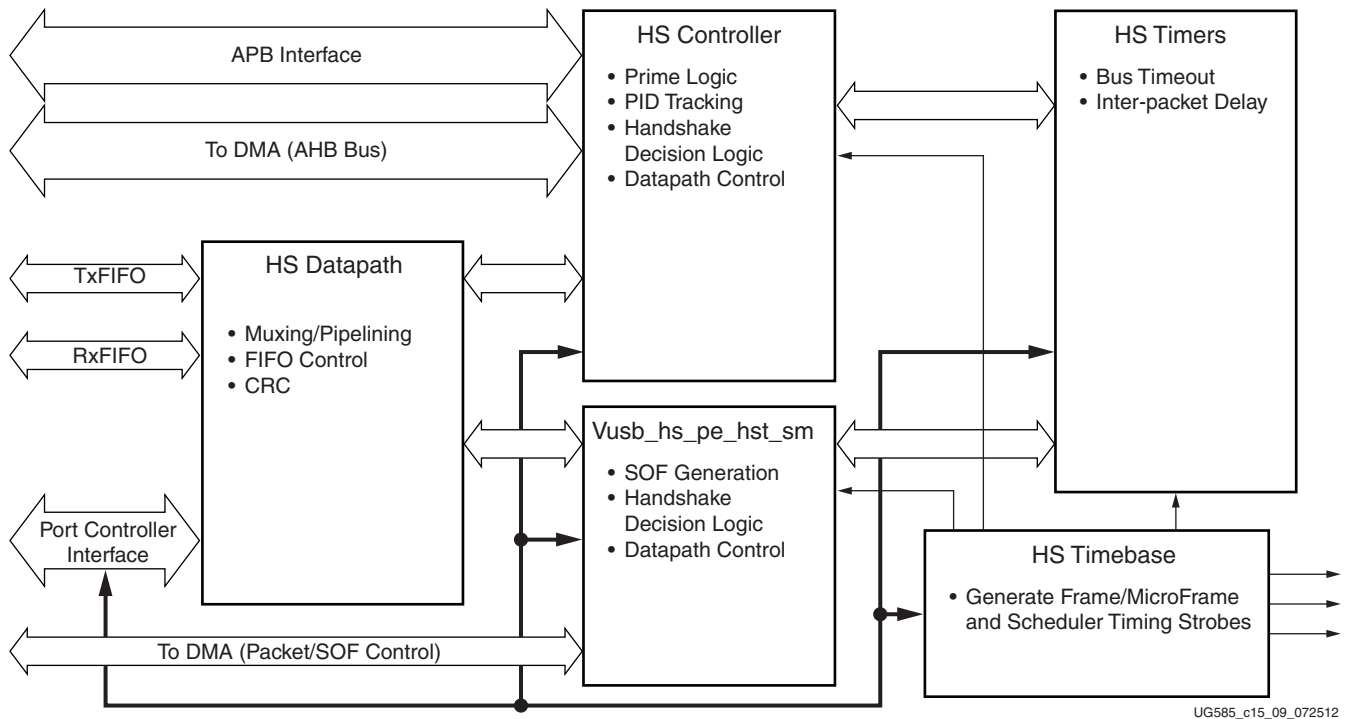 APB Interface
To DMA (AHB Bus)
HS Controller
• Prime Logic
• PID Tracking
• Handshake
Decision Logic
• Datapath Control
HS Timers
• Bus Timeout
• Inter-packet Delay
TxFIFO
RxFIFO
HS Datapath
• Muxing/Pipelining
• FIFO Control
• CRC
Port Controller
Interface
Vusb_hs_pe_hst_sm
• SOF Generation
• Handshake
Decision Logic
• Datapath Control
HS Timebase
• Generate Frame/MicroFrame
and Scheduler Timing Strobes
To DMA (Packet/SOF Control)
UG585_c15_09_072512